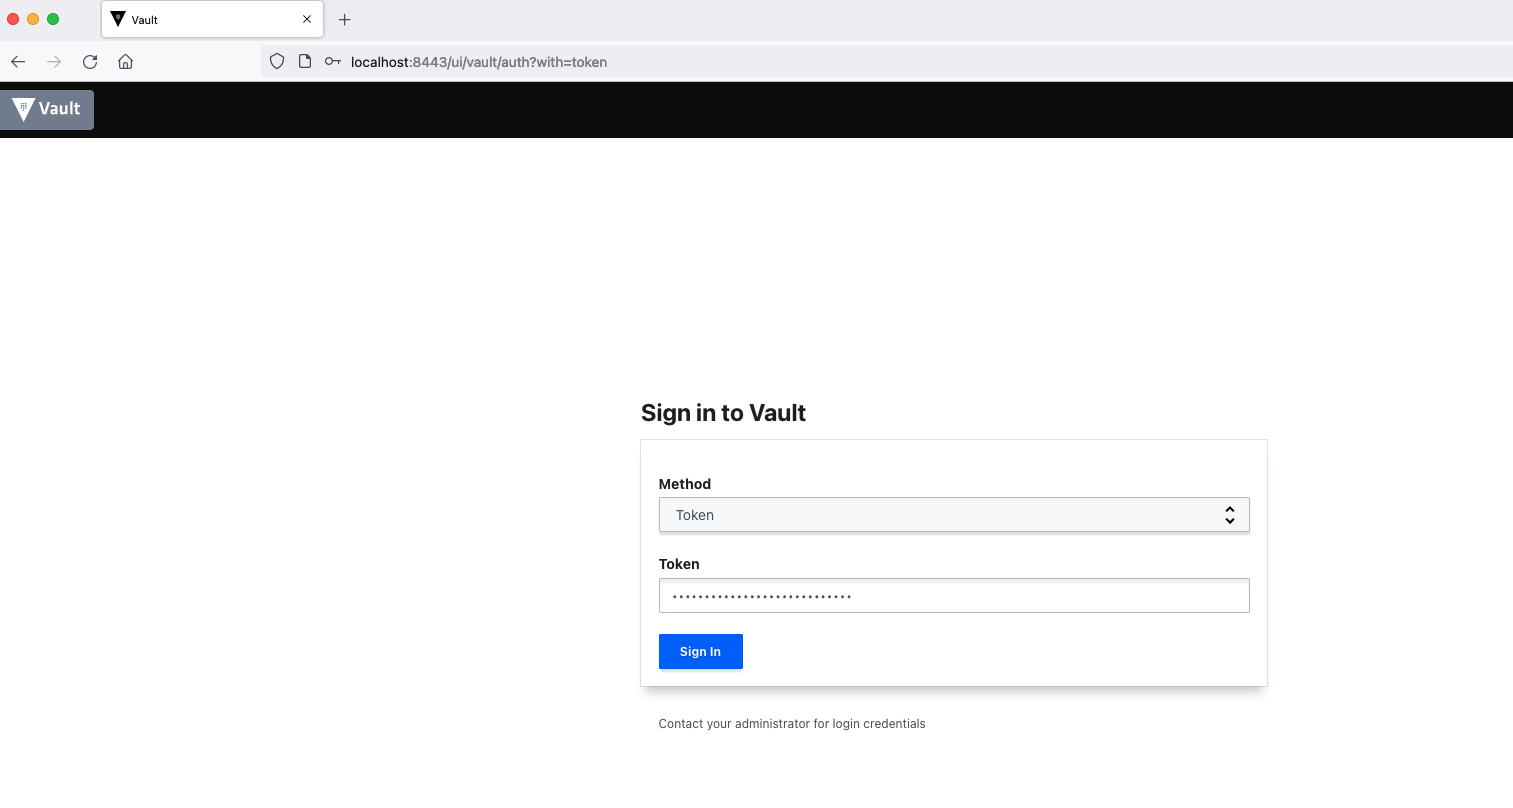 Vault
localhost:8443/ui/vault/auth?with=token
Vault
Sign in to Vault
Method
Token
Token
••••••••••••••••••••••••••••
Sign In
Contact your administrator for login credentials